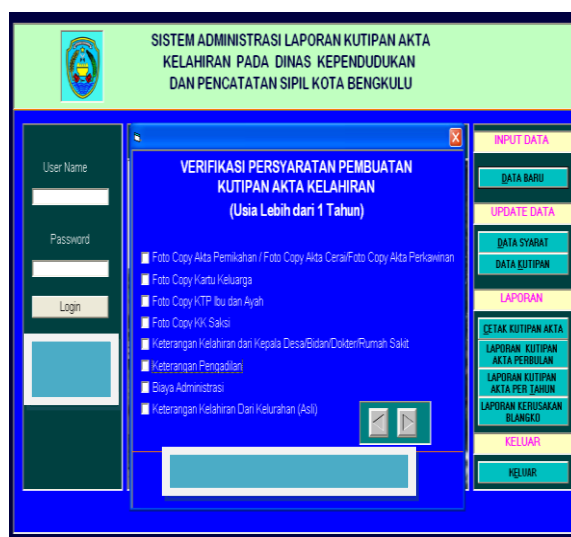 SISTEM ADMINISTRASI LAPORAN KUTIPAN AKTA
KELAHIRAN PADA DINAS KEPENDUDUKAN
DAN PENCATATAN SIPIL KOTA BENGKULU
User Name
Password
Login
VERIFIKASI PERSYARATAN PEMBUATAN
KUTIPAN AKTA KELAHIRAN
(Usia Lebih dari 1 Tahun)
Foto Copy Akta Pernikahan / Foto Copy Akta Cerai/Foto Copy Akta Perkawinan
Foto Copy Kartu Keluarga
Foto Copy KTP Ibu dan Ayah
Foto Copy KK Saksi
Keterangan Kelahiran dari Kepala Desa/Bidan/Dokter/Rumah Sakit
Keterangan Pengadilan
Biaya Administrasi
Keterangan Kelahiran Dari Kelurahan (Asli)
INPUT DATA
DATA BARU
UPDATE DATA
DATA SYARAT
DATA KUTIPAN
LAPORAN
CETAK KUTIPAN AKTA
LAPORAN KUTIPAN
AKTA PERBULAN
LAPORAN KUTIPAN
AKTA PER TAHUN
LAPORAN KERUSAKAN
BLANGKO
KELUAR
KELUAR